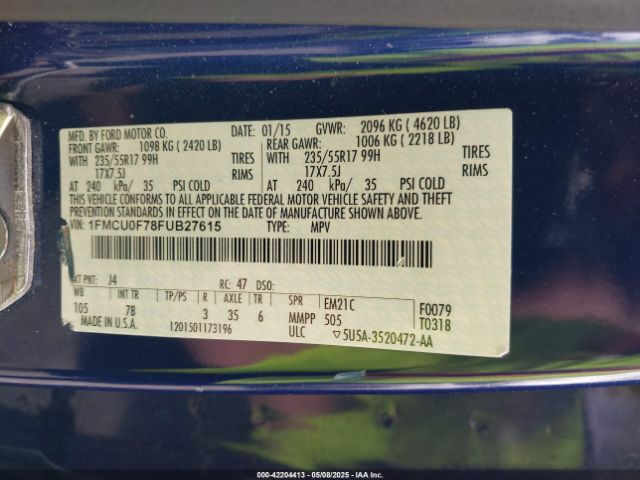 MFD. BY FORD MOTOR CO. DATE: 01/15 GVWR: 2096 KG ( 4620 LB)
FRONT GAWR: 1098 KG ( 2420 LB) REAR GAWR: 1006 KG ( 2218 LB)
WITH 235/55R17 99H TIRES WITH 235/55R17 99H TIRES
17X7.5J RIMS 17X7.5J RIMS
AT 240 kPa/ 35 PSI COLD AT 240 kPa/ 35 PSI COLD
THIS VEHICLE CONFORMS TO ALL APPLICABLE FEDERAL MOTOR VEHICLE SAFETY AND BUMPER
STANDARDS IN EFFECT ON THE DATE OF MANUFACTURE SHOWN ABOVE.
VIN: 1FMCU0F78FUB27615 TYPE: MPV
EXT PNT: J4 RC: 47 DSO:
WB INT TR TP/PS R AXLE TR SPR EM21C F0079
105 7B 3 35 6 MMPP 505 T0318
MADE IN U.S.A. 1201501173196 ULC 5U5A-3520472-AA
000-42204413 - 05/08/2025 - IAA Inc.